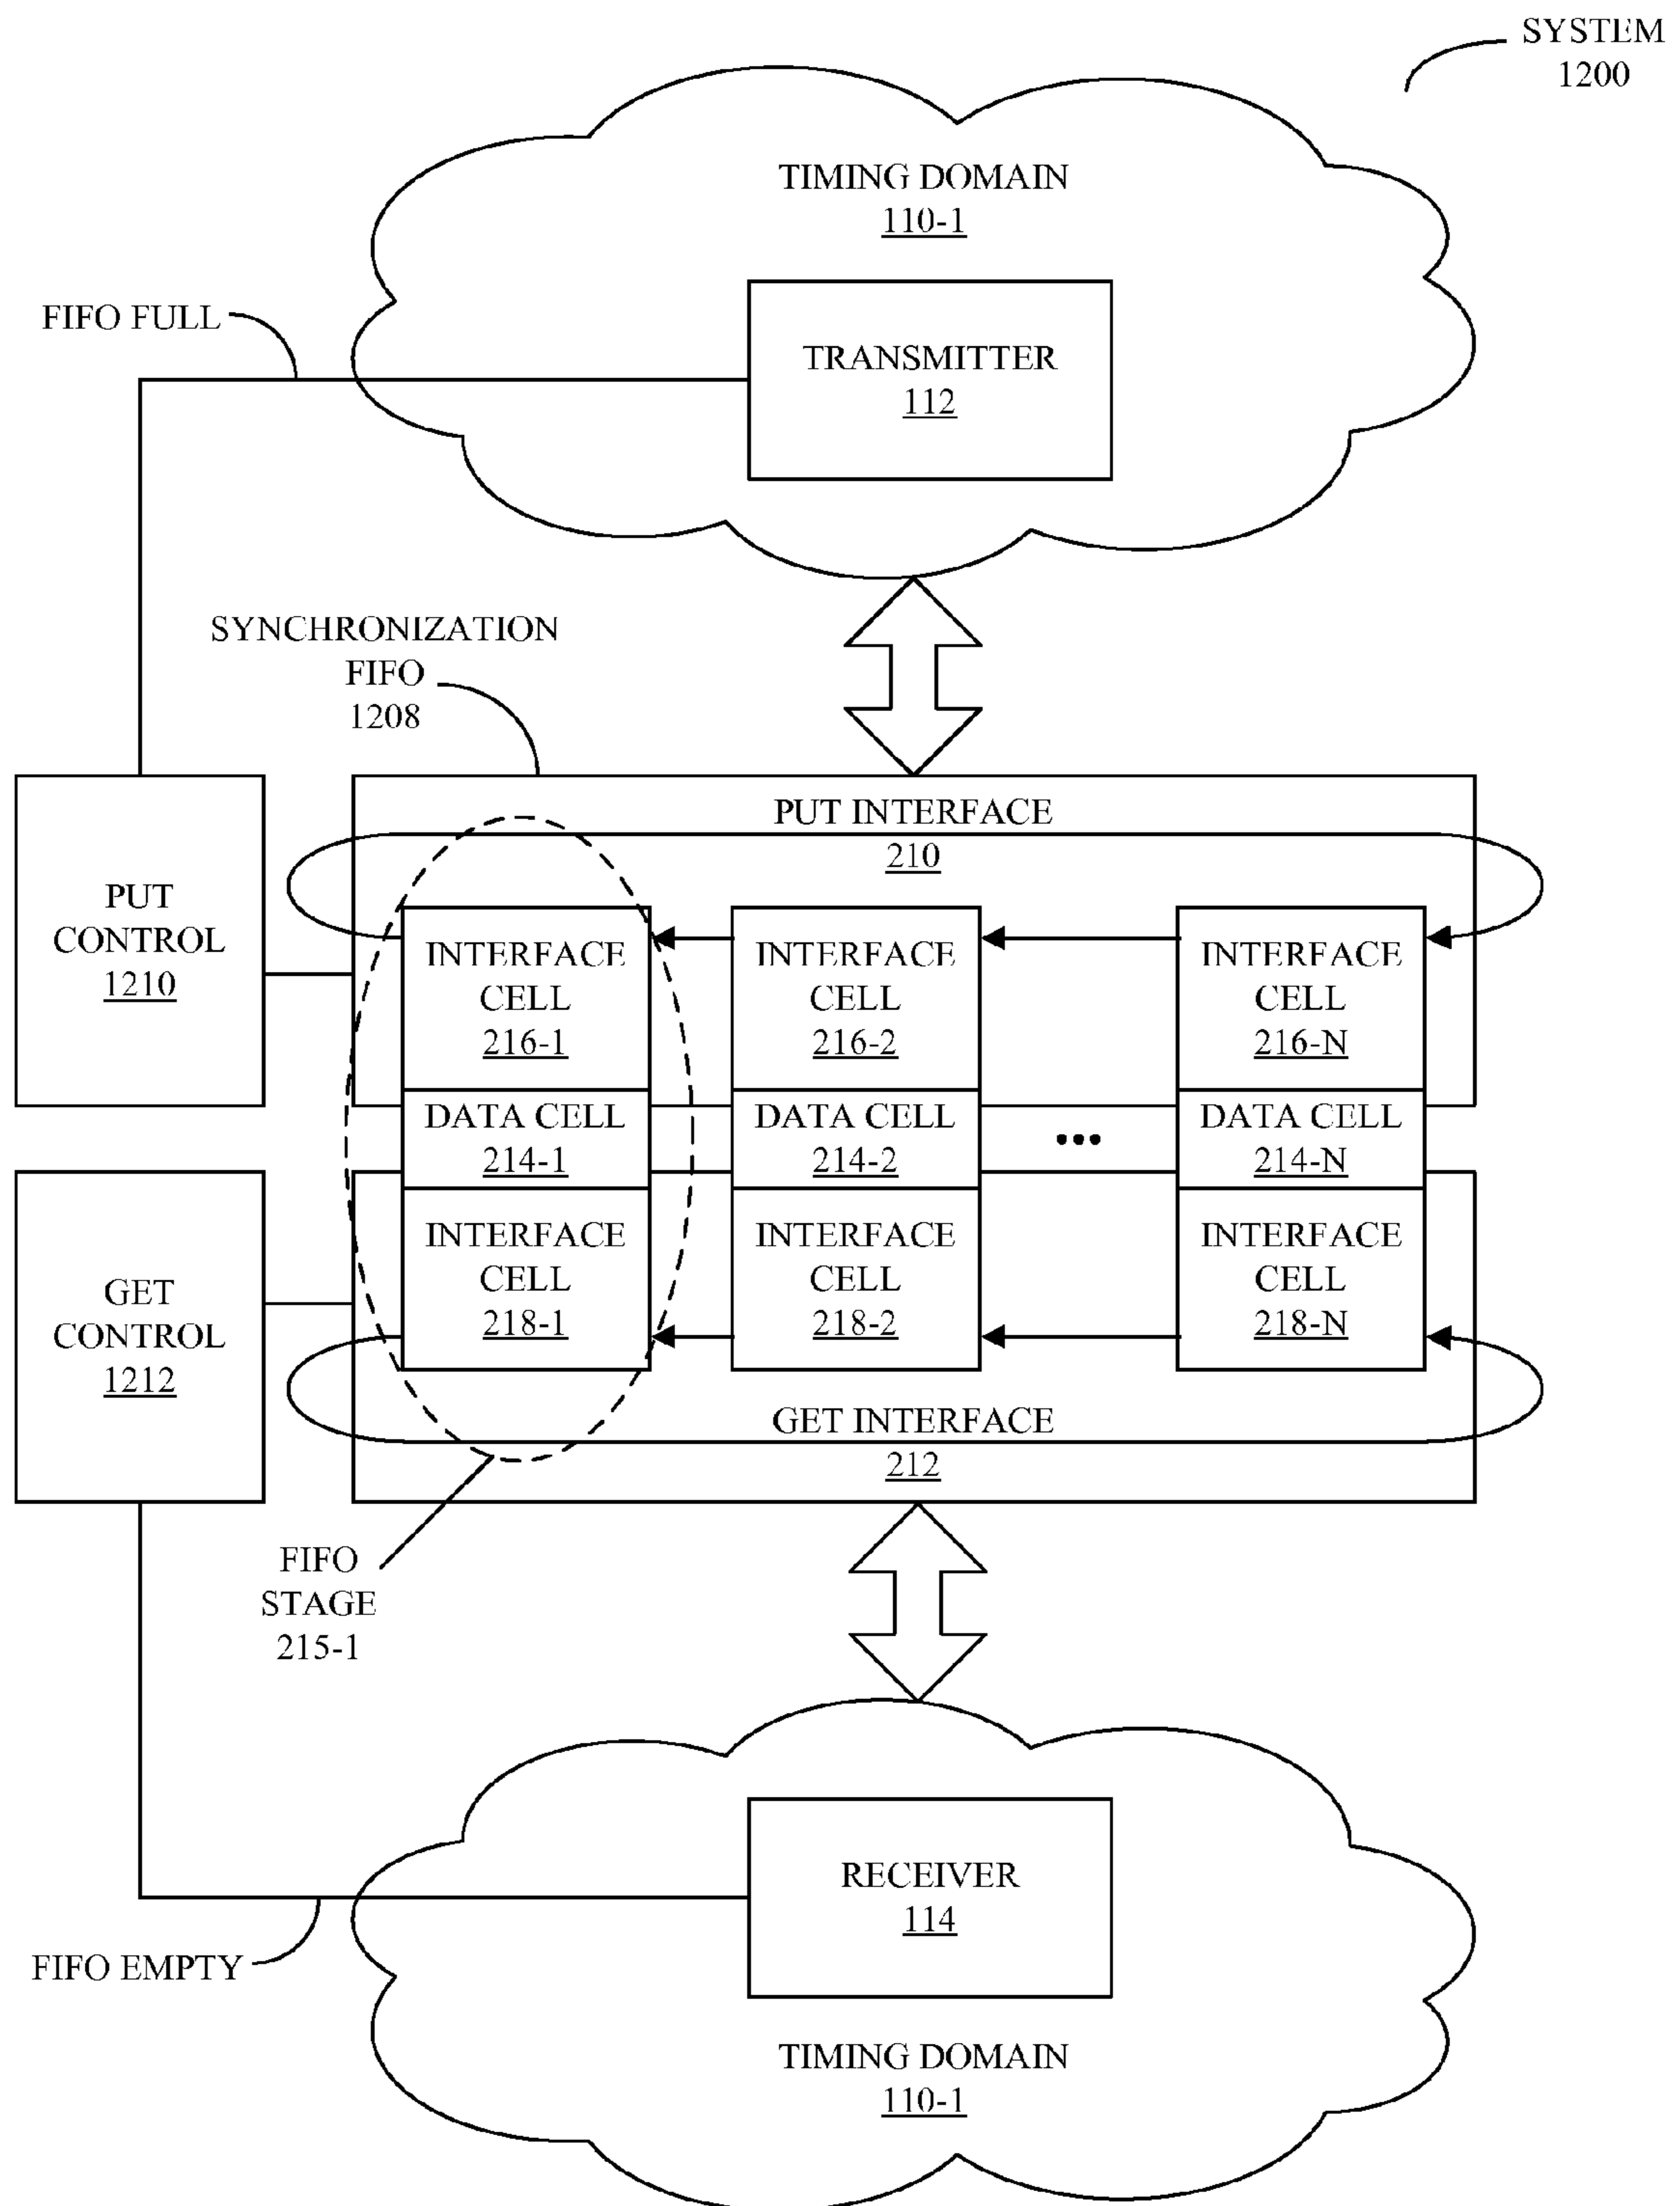 SYSTEM
1200
TIMING DOMAIN
110-1
FIFO FULL
TRANSMITTER
112
SYNCHRONIZATION
FIFO
1208
PUT INTERFACE
210
PUT
CONTROL
1210
INTERFACE
CELL
216-1
INTERFACE
CELL
216-2
INTERFACE
CELL
216-N
DATA CELL
214-1
DATA CELL
214-2
...
DATA CELL
214-N
GET
CONTROL
1212
INTERFACE
CELL
218-1
INTERFACE
CELL
218-2
INTERFACE
CELL
218-N
GET INTERFACE
212
FIFO
STAGE
215-1
RECEIVER
114
FIFO EMPTY
TIMING DOMAIN
110-1